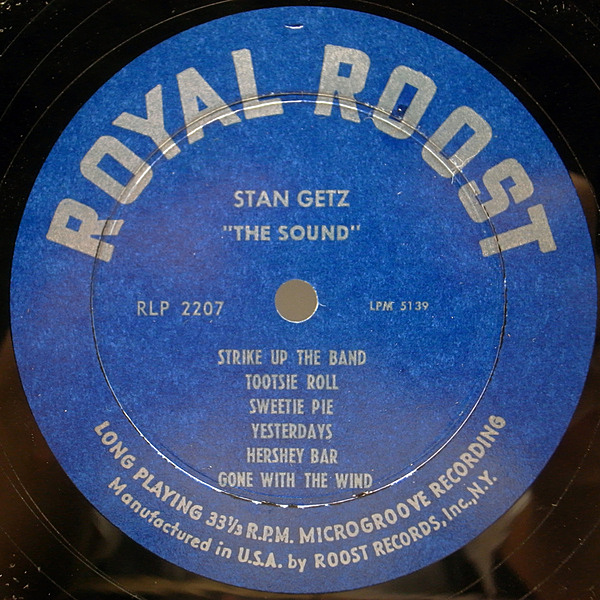 ROYAL ROOST
STAN GETZ
"THE SOUND"
RLP 2207
LPM 5139
STRIKE UP THE BAND
TOOTSIE ROLL
SWEETIE PIE
YESTERDAYS
HERSHEY BAR
GONE WITH THE WIND
LONG PLAYING 33⅓ R.P.M. MICROGROOVE RECORDING
Manufactured in U.S.A. by ROOST RECORDS, Inc., N.Y.